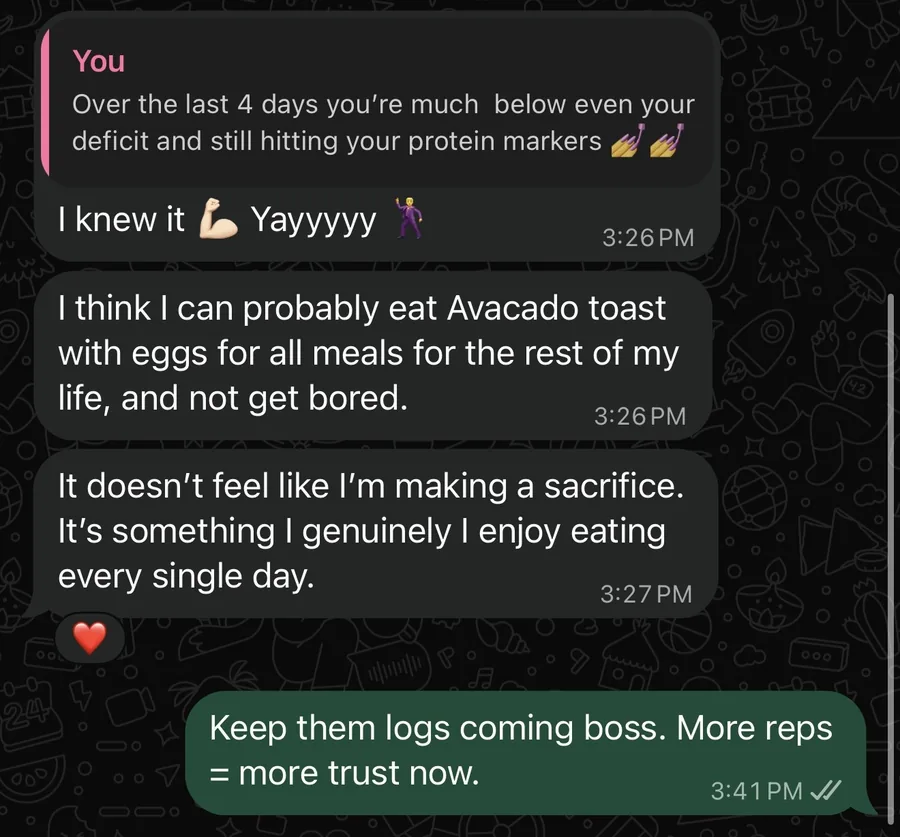 You
Over the last 4 days you’re much  below even your
deficit and still hitting your protein markers 💅💅
I knew it 💪🏻 Yayyyyy 🕺
3:26 PM
I think I can probably eat Avacado toast
with eggs for all meals for the rest of my
life, and not get bored.
3:26 PM
It doesn’t feel like I’m making a sacrifice.
It’s something I genuinely I enjoy eating
every single day.
3:27 PM
❤️
Keep them logs coming boss. More reps
= more trust now.
3:41 PM